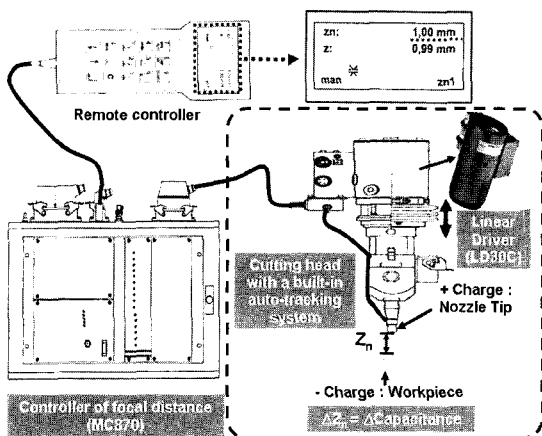 zn: 1,00 mm
z: 0,99 mm
man zn1
Remote controller
Linear
Driver
(LD30C)
Cutting head
with a built-in
auto-tracking
system
+ Charge :
Nozzle Tip
Zn
- Charge : Workpiece
Controller of focal distance
(MC870)
ΔZn = ΔCapacitance